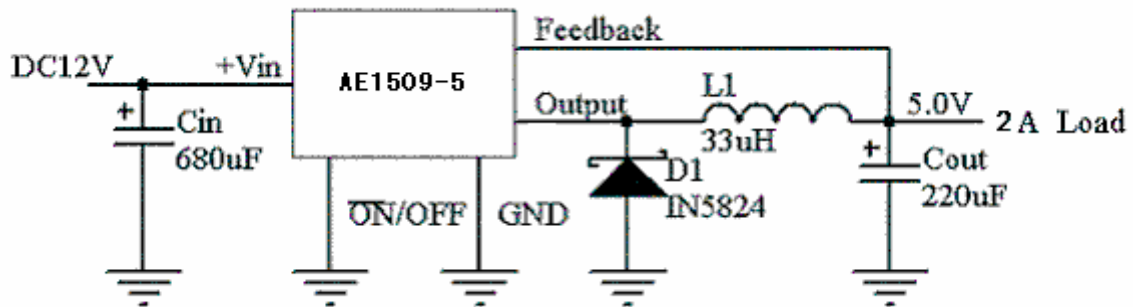 Feedback
DC12V
+Vin
AE1509-5
Output
L1
33uH
5.0V
2A Load
+
Cin
680uF
D1
IN5824
+
Cout
220uF
ON/OFF
GND